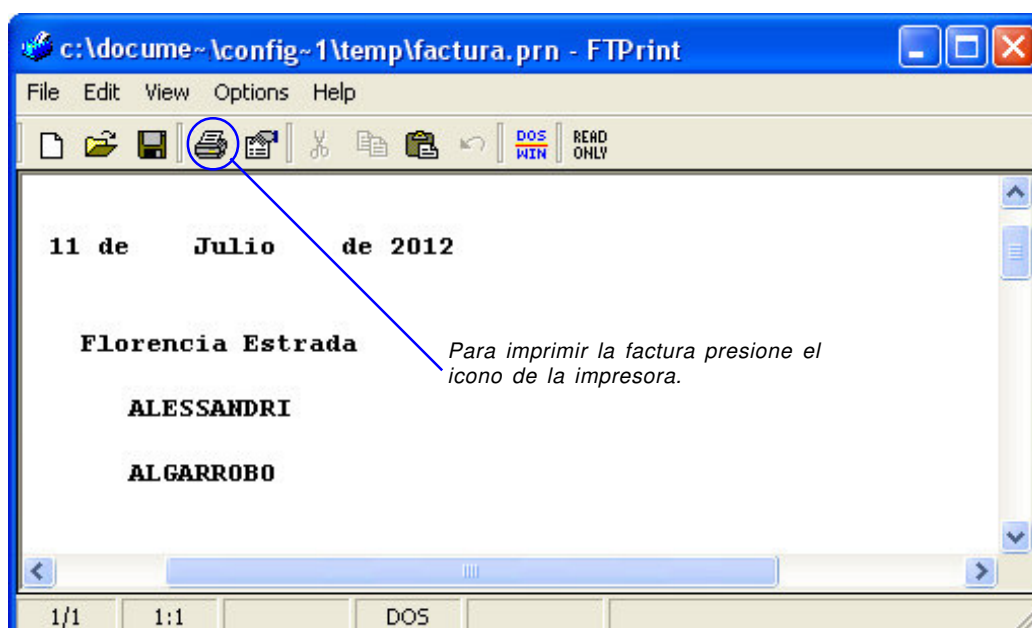 c:\docume~\config~1\temp\factura.prn - FTPrint
File Edit View Options Help
DOS WIN READ ONLY
11 de Julio de 2012
Florencia Estrada
Para imprimir la factura presione el
icono de la impresora.
ALESSANDRI
ALGARROBO
1/1 1:1 DOS